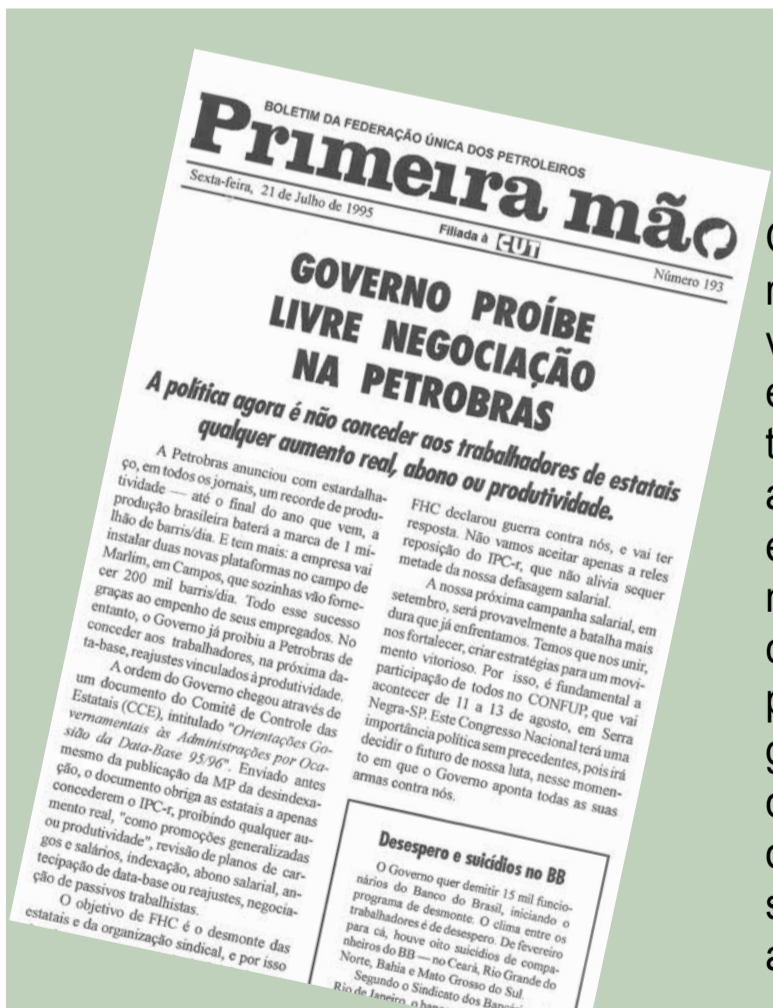 BOLETIM DA FEDERAÇÃO ÚNICA DOS PETROLEIROS
Primeira mão
Sexta-feira, 21 de Julho de 1995
Filiada à CUT
Número 193
GOVERNO PROÍBE
LIVRE NEGOCIAÇÃO
NA PETROBRAS
A política agora é não conceder aos trabalhadores de estatais
qualquer aumento real, abono ou produtividade.
A Petrobras anunciou com estardalha-
ço, em todos os jornais, um recorde de produ-
tividade — até o final do ano que vem, a
produção brasileira baterá a marca de 1 mi-
lhão de barris/dia. E tem mais: a empresa vai
instalar duas novas plataformas no campo de
Marlim, em Campos, que sozinhas vão forne-
cer 200 mil barris/dia. Todo esse sucesso
graças ao empenho de seus empregados. No
entanto, o Governo já proibiu a Petrobras de
conceder aos trabalhadores, na próxima da-
ta-base, reajustes vinculados à produtividade.
A ordem do Governo chegou através de
um documento do Comitê de Controle das
Estatais (CCE), intitulado "Orientações Go-
vernamentais às Administrações por Oca-
sião da Data-Base 95/96". Enviado antes
mesmo da publicação da MP da desindexa-
ção, o documento obriga as estatais a apenas
concederem o IPC-r, proibindo qualquer au-
mento real, "como promoções generalizadas
ou produtividade", revisão de planos de car-
gos e salários, indexação, abono salarial, an-
tecipação de data-base ou reajustes, negocia-
ção de passivos trabalhistas.
O objetivo de FHC é o desmonte das
estatais e da organização sindical, e por isso
FHC declarou guerra contra nós, e vai ter
resposta. Não vamos aceitar apenas a reles
reposição do IPC-r, que não alivia sequer
metade da nossa defasagem salarial.
A nossa próxima campanha salarial, em
setembro, será provavelmente a batalha mais
dura que já enfrentamos. Temos que nos unir,
nos fortalecer, criar estratégias para um movi-
mento vitorioso. Por isso, é fundamental a
participação de todos no CONFUP, que vai
acontecer de 11 a 13 de agosto, em Serra
Negra-SP. Este Congresso Nacional terá uma
importância política sem precedentes, pois irá
decidir o futuro de nossa luta, nesse momen-
to em que o Governo aponta todas as suas
armas contra nós.
Desespero e suicídios no BB
O Governo quer demitir 15 mil funcio-
nários do Banco do Brasil, iniciando o
programa de desmonte. O clima entre os
trabalhadores é de desespero. De fevereiro
para cá, houve oito suicídios de compa-
nheiros do BB — no Ceará, Rio Grande do
Norte, Bahia e Mato Grosso do Sul.
Segundo o Sindicato dos Bancári
Rio de Janeiro, o